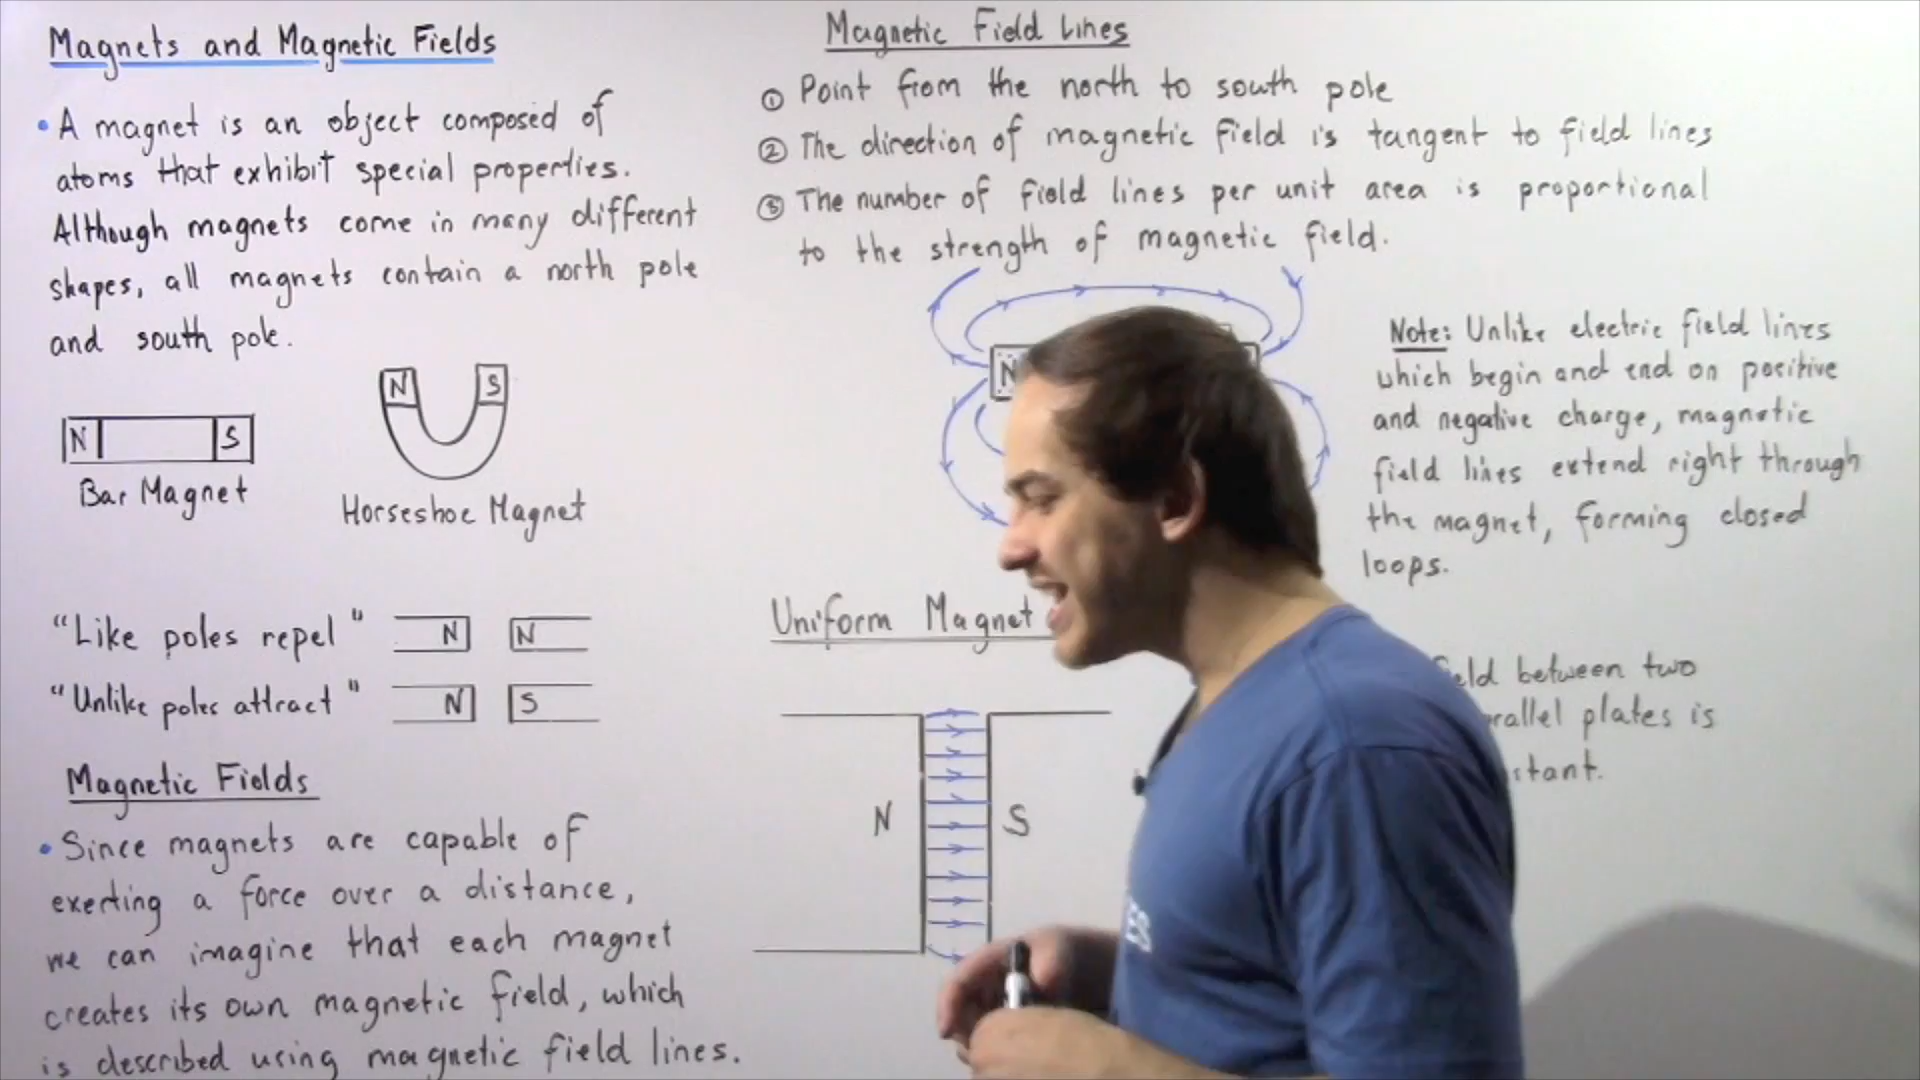 Magnets and Magnetic Fields
• A magnet is an object composed of
atoms that exhibit special properties.
Although magnets come in many different
shapes, all magnets contain a north pole
and south pole.
N S
Bar Magnet
N S
Horseshoe Magnet
"Like poles repel" N N
"Unlike poles attract" N S
Magnetic Fields
• Since magnets are capable of
exerting a force over a distance,
we can imagine that each magnet
creates its own magnetic field, which
is described using magnetic field lines.
Magnetic Field Lines
① Point from the north to south pole
② The direction of magnetic field is tangent to field lines
③ The number of field lines per unit area is proportional
to the strength of magnetic field.
N
Note: Unlike electric field lines
which begin and end on positive
and negative charge, magnetic
field lines extend right through
the magnet, forming closed
loops.
Uniform Magnet
N S
between two
plates is
ES